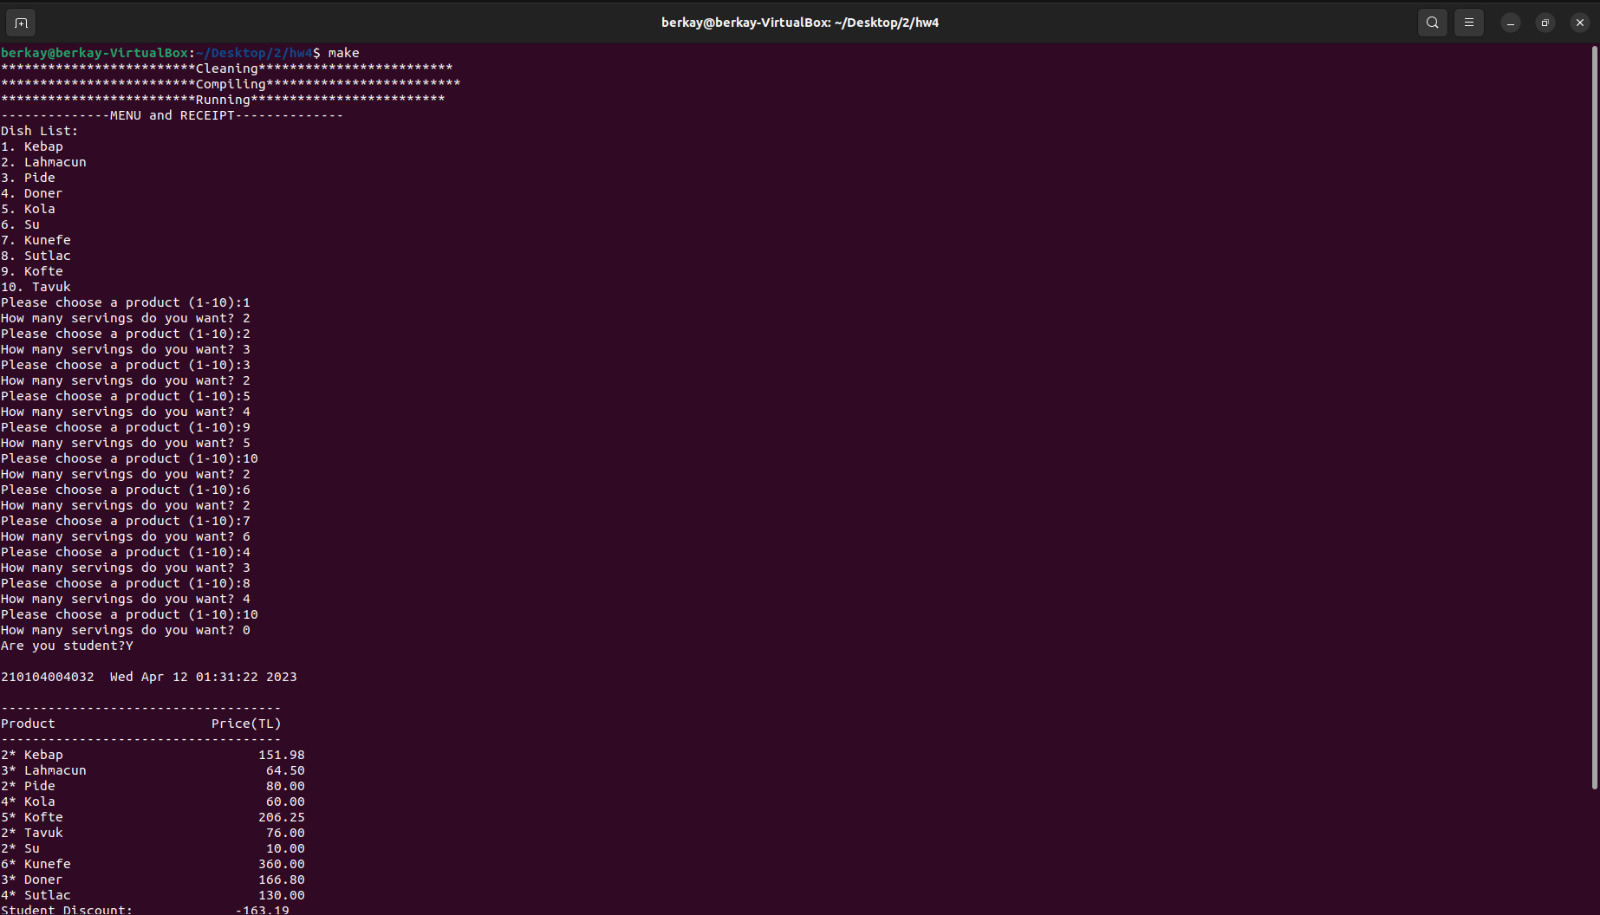 berkay@berkay-VirtualBox: ~/Desktop/2/hw4
berkay@berkay-VirtualBox:~/Desktop/2/hw4$ make
*************************Cleaning*************************
*************************Compiling*************************
*************************Running*************************
--------------MENU and RECEIPT--------------
Dish List:
1. Kebap
2. Lahmacun
3. Pide
4. Doner
5. Kola
6. Su
7. Kunefe
8. Sutlac
9. Kofte
10. Tavuk
Please choose a product (1-10):1
How many servings do you want? 2
Please choose a product (1-10):2
How many servings do you want? 3
Please choose a product (1-10):3
How many servings do you want? 2
Please choose a product (1-10):5
How many servings do you want? 4
Please choose a product (1-10):9
How many servings do you want? 5
Please choose a product (1-10):10
How many servings do you want? 2
Please choose a product (1-10):6
How many servings do you want? 2
Please choose a product (1-10):7
How many servings do you want? 6
Please choose a product (1-10):4
How many servings do you want? 3
Please choose a product (1-10):8
How many servings do you want? 4
Please choose a product (1-10):10
How many servings do you want? 0
Are you student?Y
210104004032  Wed Apr 12 01:31:22 2023
------------------------------------
Product                    Price(TL)
------------------------------------
2* Kebap                         151.98
3* Lahmacun                       64.50
2* Pide                           80.00
4* Kola                           60.00
5* Kofte                         206.25
2* Tavuk                          76.00
2* Su                             10.00
6* Kunefe                        360.00
3* Doner                         166.80
4* Sutlac                        130.00
Student Discount:             -163.19